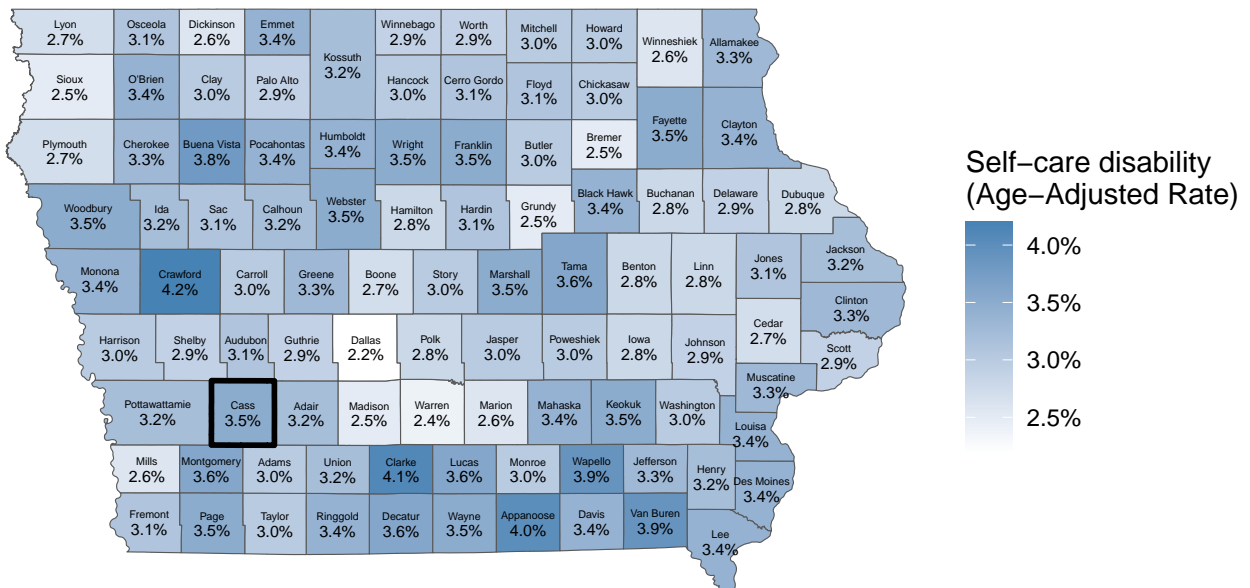 Lyon
2.7%
Osceola
3.1%
Dickinson
2.6%
Emmet
3.4%
Kossuth
3.2%
Winnebago
2.9%
Worth
2.9%
Mitchell
3.0%
Howard
3.0%
Winneshiek
2.6%
Allamakee
3.3%
Sioux
2.5%
O'Brien
3.4%
Clay
3.0%
Palo Alto
2.9%
Hancock
3.0%
Cerro Gordo
3.1%
Floyd
3.1%
Chickasaw
3.0%
Fayette
3.5%
Clayton
3.4%
Plymouth
2.7%
Cherokee
3.3%
Buena Vista
3.8%
Pocahontas
3.4%
Humboldt
3.4%
Wright
3.5%
Franklin
3.5%
Butler
3.0%
Bremer
2.5%
Woodbury
3.5%
Ida
3.2%
Sac
3.1%
Calhoun
3.2%
Webster
3.5%
Hamilton
2.8%
Hardin
3.1%
Grundy
2.5%
Black Hawk
3.4%
Buchanan
2.8%
Delaware
2.9%
Dubuque
2.8%
Monona
3.4%
Crawford
4.2%
Carroll
3.0%
Greene
3.3%
Boone
2.7%
Story
3.0%
Marshall
3.5%
Tama
3.6%
Benton
2.8%
Linn
2.8%
Jones
3.1%
Jackson
3.2%
Clinton
3.3%
Harrison
3.0%
Shelby
2.9%
Audubon
3.1%
Guthrie
2.9%
Dallas
2.2%
Polk
2.8%
Jasper
3.0%
Poweshiek
3.0%
Iowa
2.8%
Johnson
2.9%
Cedar
2.7%
Scott
2.9%
Muscatine
3.3%
Pottawattamie
3.2%
Cass
3.5%
Adair
3.2%
Madison
2.5%
Warren
2.4%
Marion
2.6%
Mahaska
3.4%
Keokuk
3.5%
Washington
3.0%
Louisa
3.4%
Mills
2.6%
Montgomery
3.6%
Adams
3.0%
Union
3.2%
Clarke
4.1%
Lucas
3.6%
Monroe
3.0%
Wapello
3.9%
Jefferson
3.3%
Henry
3.2%
Des Moines
3.4%
Fremont
3.1%
Page
3.5%
Taylor
3.0%
Ringgold
3.4%
Decatur
3.6%
Wayne
3.5%
Appanoose
4.0%
Davis
3.4%
Van Buren
3.9%
Lee
3.4%
Self−care disability
(Age−Adjusted Rate)
4.0%
3.5%
3.0%
2.5%